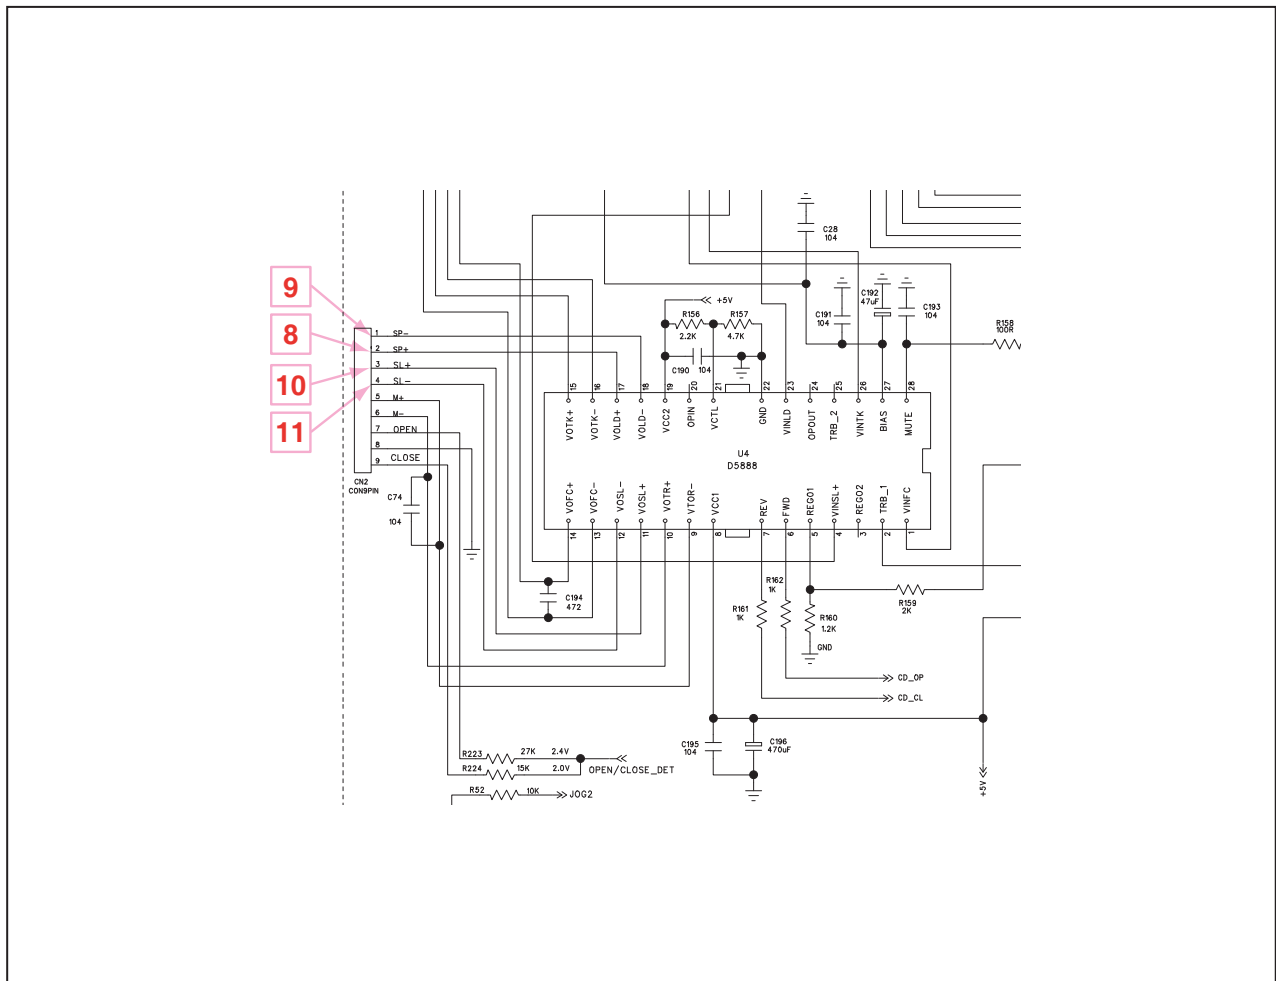 C28
104
9
8
10
11
1 SP-
2 SP+
3 SL+
4 SL-
5 M+
6 M-
7 OPEN
8
9 CLOSE
CN2
CON9PIN
C74
104
+5V
R156
2.2K
R157
4.7K
C190
104
C191
104
C192
47uF
C193
104
R158
100R
15
16
17
18
19
20
21
22
23
24
25
26
27
28
VOTK+
VOTK-
VOLD+
VOLD-
VCC2
OPIN
VCTL
GND
VINLD
OPOUT
TRB_2
VINTK
BIAS
MUTE
U4
D5888
VOFC+
VOFC-
VOSL-
VOSL+
VOTR+
VTOR-
VCC1
REV
FWD
REGO1
VINSL+
REGO2
TRB_1
VINFC
14
13
12
11
10
9
8
7
6
5
4
3
2
1
C194
472
R161
1K
R162
1K
R160
1.2K
GND
R159
2K
CD_OP
CD_CL
C195
104
C196
470uF
+5V
R223 27K 2.4V
R224 15K 2.0V
OPEN/CLOSE_DET
R52 10K JOG2